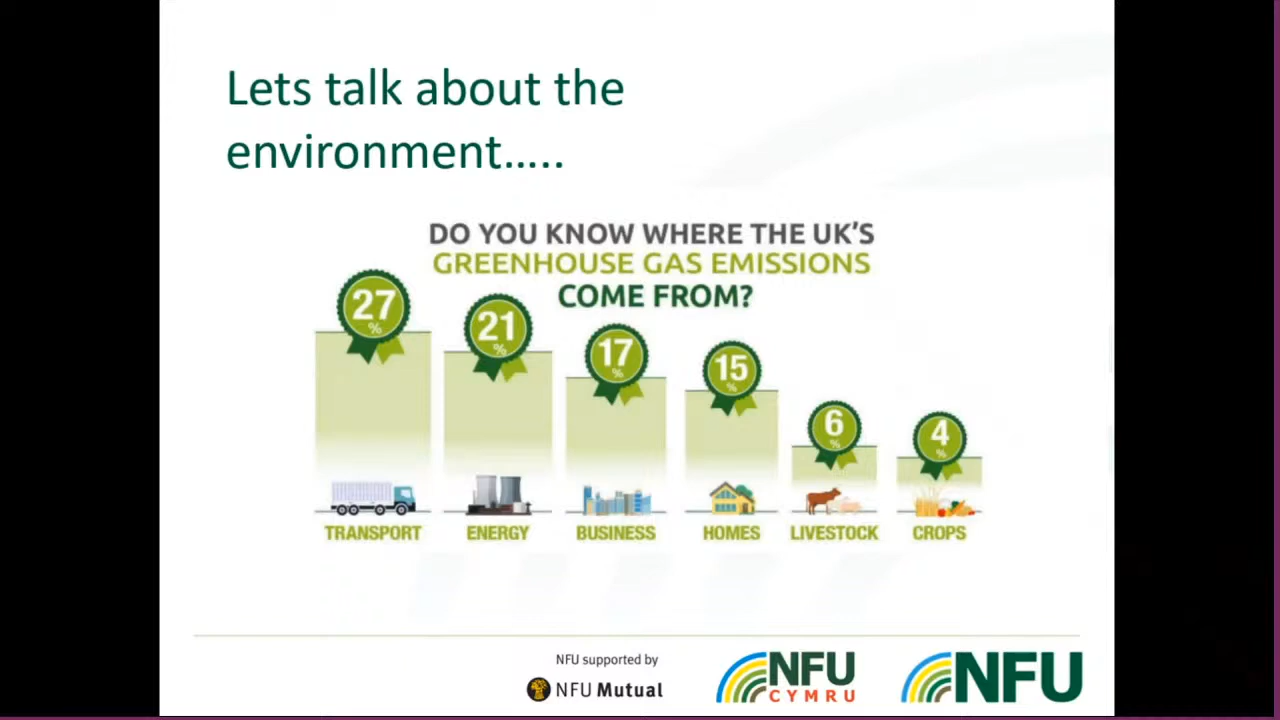 Lets talk about the
environment…..
DO YOU KNOW WHERE THE UK'S
GREENHOUSE GAS EMISSIONS
COME FROM?
27
%
21
%
17
%
15
%
6
%
4
%
TRANSPORT
ENERGY
BUSINESS
HOMES
LIVESTOCK
CROPS
NFU supported by
NFU Mutual
NFU
CYMRU
NFU